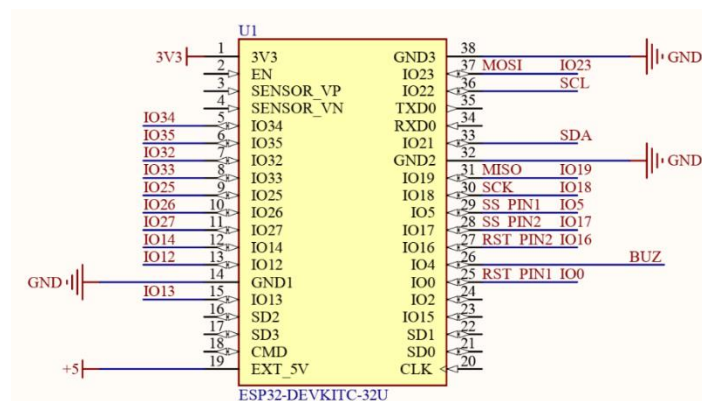 U1
3V3 1 3V3 GND3 38 GND
2 EN IO23 37 MOSI IO23
3 SENSOR_VP IO22 36 SCL
4 SENSOR_VN TXD0 35
IO34 5 IO34 RXD0 34
IO35 6 IO35 IO21 33 SDA
IO32 7 IO32 GND2 32 GND
IO33 8 IO33 IO19 31 MISO IO19
IO25 9 IO25 IO18 30 SCK IO18
IO26 10 IO26 IO5 29 SS_PIN1 IO5
IO27 11 IO27 IO17 28 SS_PIN2 IO17
IO14 12 IO14 IO16 27 RST_PIN2 IO16
IO12 13 IO12 IO4 26 BUZ
GND 14 GND1 IO0 25 RST_PIN1 IO0
IO13 15 IO13 IO2 24
16 SD2 IO15 23
17 SD3 SD1 22
18 CMD SD0 21
+5 19 EXT_5V CLK 20
ESP32-DEVKITC-32U